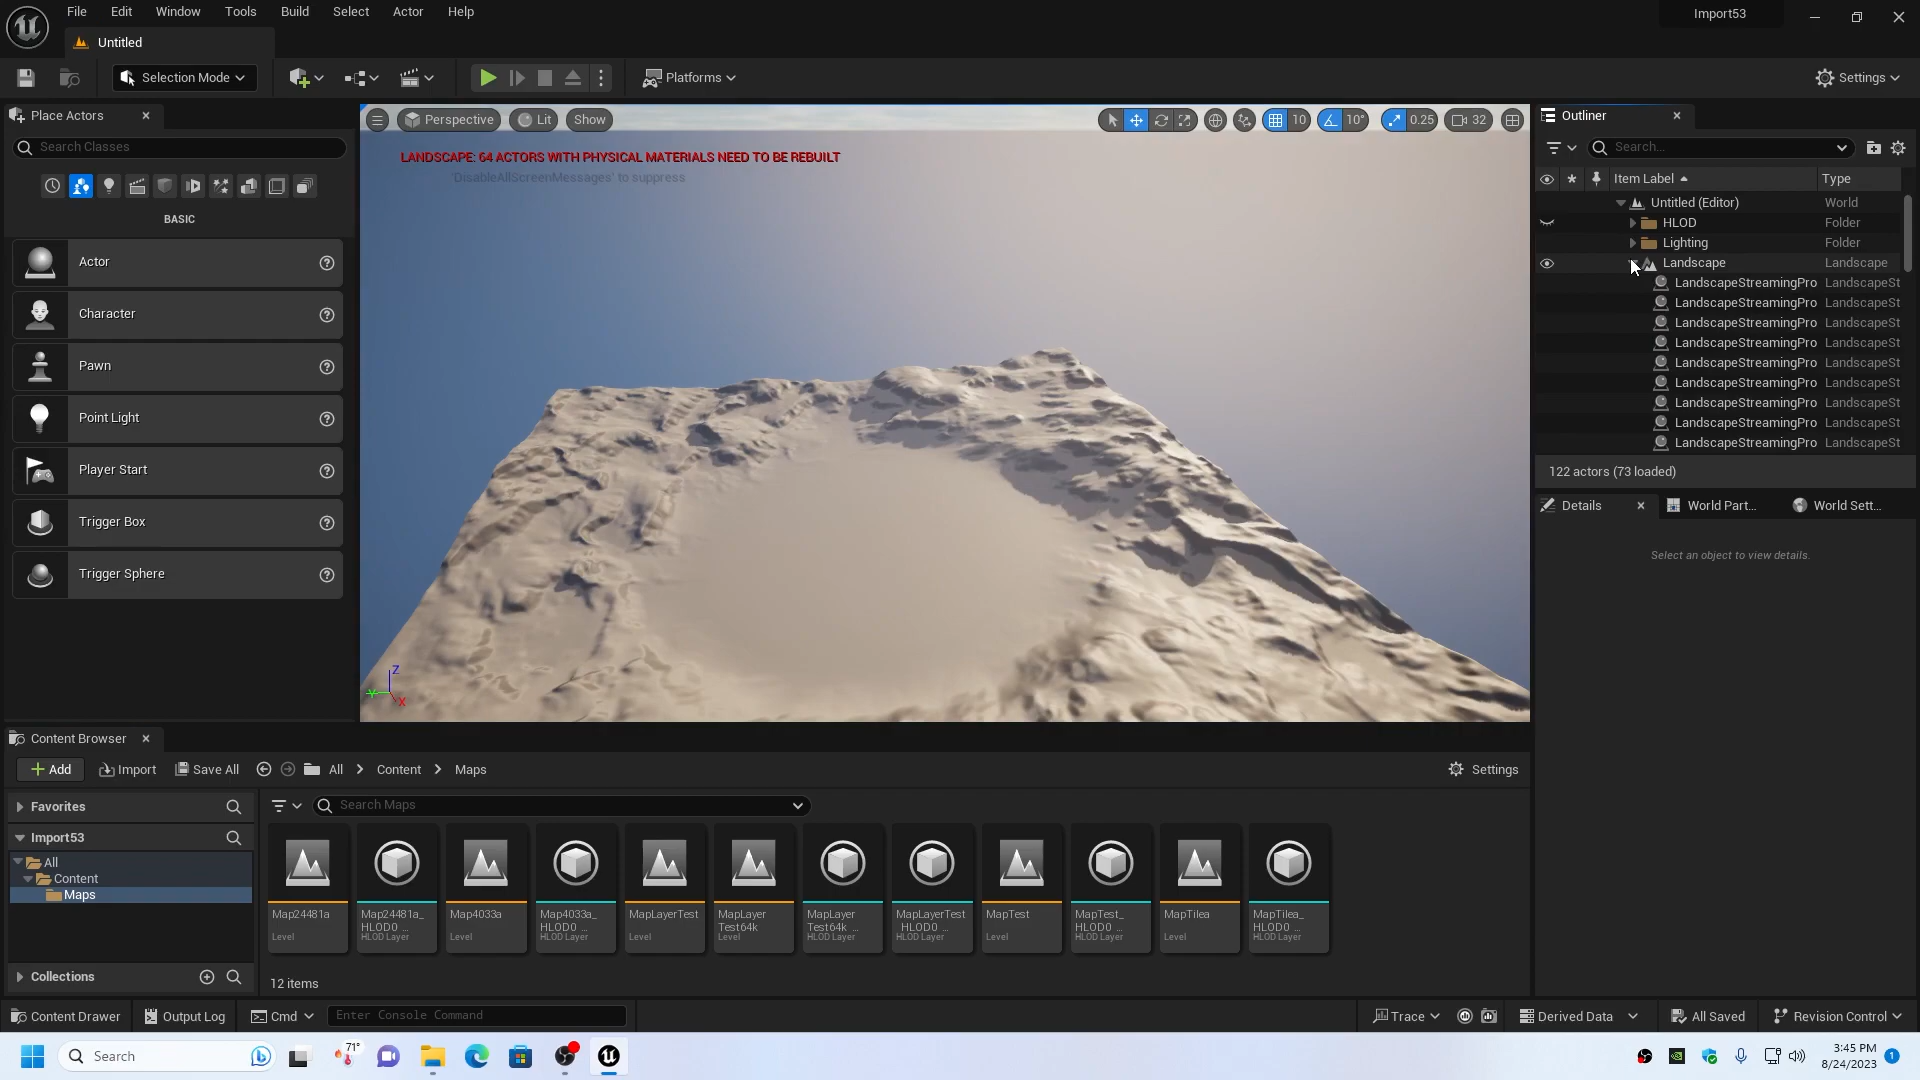 File Edit Window Tools Build Select Actor Help
Import53
Untitled
Selection Mode
Platforms
Settings
Place Actors
Search Classes
BASIC
Actor
Character
Pawn
Point Light
Player Start
Trigger Box
Trigger Sphere
Perspective
Lit
Show
10
10°
0.25
32
LANDSCAPE: 64 ACTORS WITH PHYSICAL MATERIALS NEED TO BE REBUILT
'DisableAllScreenMessages' to suppress
Z
Y
X
Outliner
Search...
Item Label Type
Untitled (Editor) World
HLOD Folder
Lighting Folder
Landscape Landscape
LandscapeStreamingPro LandscapeSt
LandscapeStreamingPro LandscapeSt
LandscapeStreamingPro LandscapeSt
LandscapeStreamingPro LandscapeSt
LandscapeStreamingPro LandscapeSt
LandscapeStreamingPro LandscapeSt
LandscapeStreamingPro LandscapeSt
LandscapeStreamingPro LandscapeSt
LandscapeStreamingPro LandscapeSt
122 actors (73 loaded)
Details
World Part...
World Sett...
Select an object to view details.
Content Browser
Add
Import
Save All
All
Content
Maps
Settings
Favorites
Import53
All
Content
Maps
Collections
Search Maps
Map24481a
Level
Map24481a_
HLOD0_...
HLOD Layer
Map4033a
Level
Map4033a_
HLOD0_...
HLOD Layer
MapLayerTest
Level
MapLayer
Test64k
Level
MapLayer
Test64k_...
HLOD Layer
MapLayerTest
_HLOD0_...
HLOD Layer
MapTest
Level
MapTest_
HLOD0_...
HLOD Layer
MapTilea
Level
MapTilea_
HLOD0_...
HLOD Layer
12 items
Content Drawer
Output Log
Cmd
Enter Console Command
Trace
Derived Data
All Saved
Revision Control
Search
71°
3:45 PM
8/24/2023
1